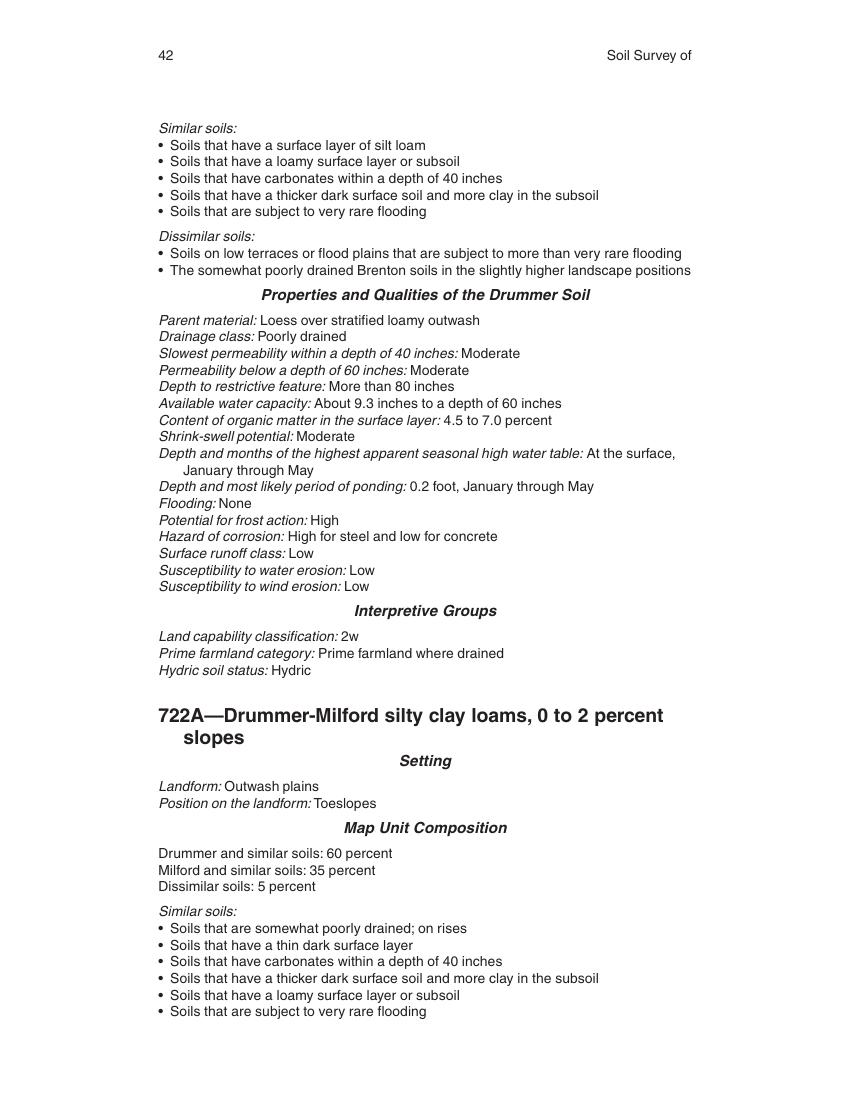 42 Soil Survey of
Similar soils:
• Soils that have a surface layer of silt loam
• Soils that have a loamy surface layer or subsoil
• Soils that have carbonates within a depth of 40 inches
• Soils that have a thicker dark surface soil and more clay in the subsoil
• Soils that are subject to very rare flooding
Dissimilar soils:
• Soils on low terraces or flood plains that are subject to more than very rare flooding
• The somewhat poorly drained Brenton soils in the slightly higher landscape positions
Properties and Qualities of the Drummer Soil
Parent material: Loess over stratified loamy outwash
Drainage class: Poorly drained
Slowest permeability within a depth of 40 inches: Moderate
Permeability below a depth of 60 inches: Moderate
Depth to restrictive feature: More than 80 inches
Available water capacity: About 9.3 inches to a depth of 60 inches
Content of organic matter in the surface layer: 4.5 to 7.0 percent
Shrink-swell potential: Moderate
Depth and months of the highest apparent seasonal high water table: At the surface,
January through May
Depth and most likely period of ponding: 0.2 foot, January through May
Flooding: None
Potential for frost action: High
Hazard of corrosion: High for steel and low for concrete
Surface runoff class: Low
Susceptibility to water erosion: Low
Susceptibility to wind erosion: Low
Interpretive Groups
Land capability classification: 2w
Prime farmland category: Prime farmland where drained
Hydric soil status: Hydric
722A—Drummer-Milford silty clay loams, 0 to 2 percent
slopes
Setting
Landform: Outwash plains
Position on the landform: Toeslopes
Map Unit Composition
Drummer and similar soils: 60 percent
Milford and similar soils: 35 percent
Dissimilar soils: 5 percent
Similar soils:
• Soils that are somewhat poorly drained; on rises
• Soils that have a thin dark surface layer
• Soils that have carbonates within a depth of 40 inches
• Soils that have a thicker dark surface soil and more clay in the subsoil
• Soils that have a loamy surface layer or subsoil
• Soils that are subject to very rare flooding